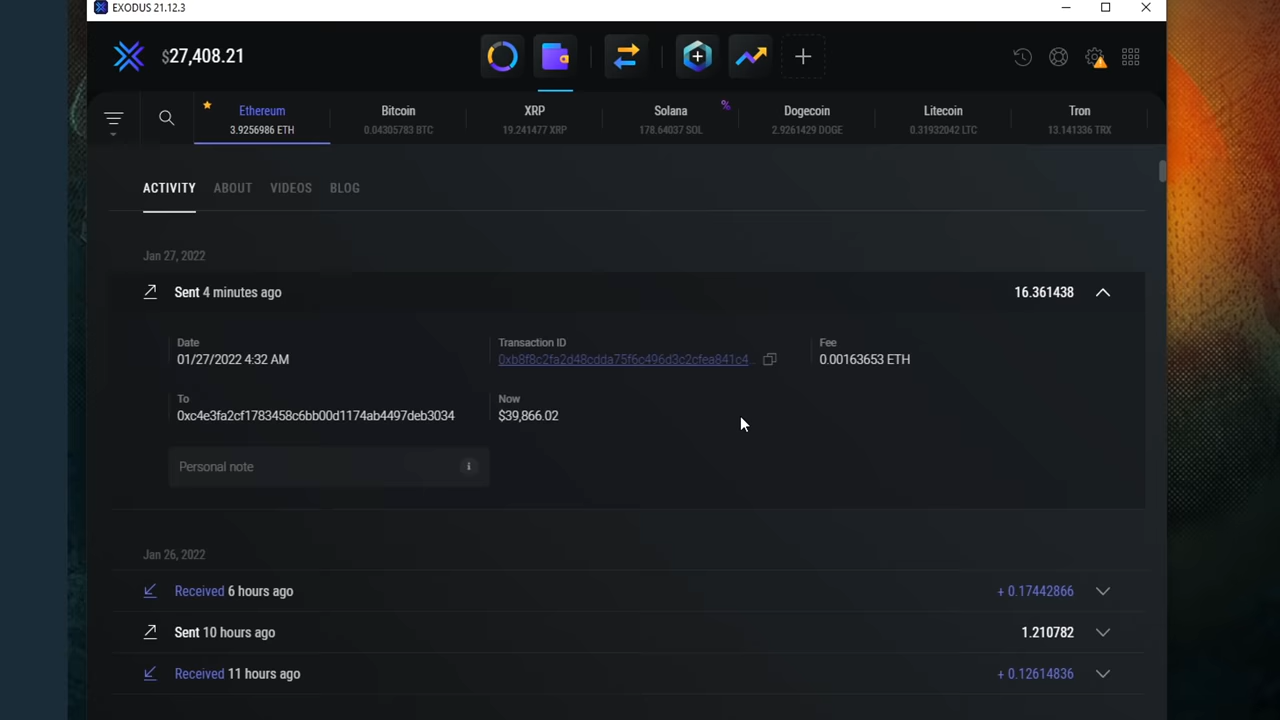 EXODUS 21.12.3
$27,408.21
Ethereum
3.9256986 ETH
Bitcoin
0.04305783 BTC
XRP
19.241477 XRP
Solana
178.64037 SOL
%
Dogecoin
2.9261429 DOGE
Litecoin
0.31932042 LTC
Tron
13.141336 TRX
ACTIVITY ABOUT VIDEOS BLOG
Jan 27, 2022
Sent 4 minutes ago 16.361438
Date
01/27/2022 4:32 AM
Transaction ID
0xb8f8c2fa2d48cdda75f6c496d3c2cfea841c4...
Fee
0.00163653 ETH
To
0xc4e3fa2cf1783458c6bb00d1174ab4497deb3034
Now
$39,866.02
Personal note
Jan 26, 2022
Received 6 hours ago + 0.17442866
Sent 10 hours ago 1.210782
Received 11 hours ago + 0.12614836